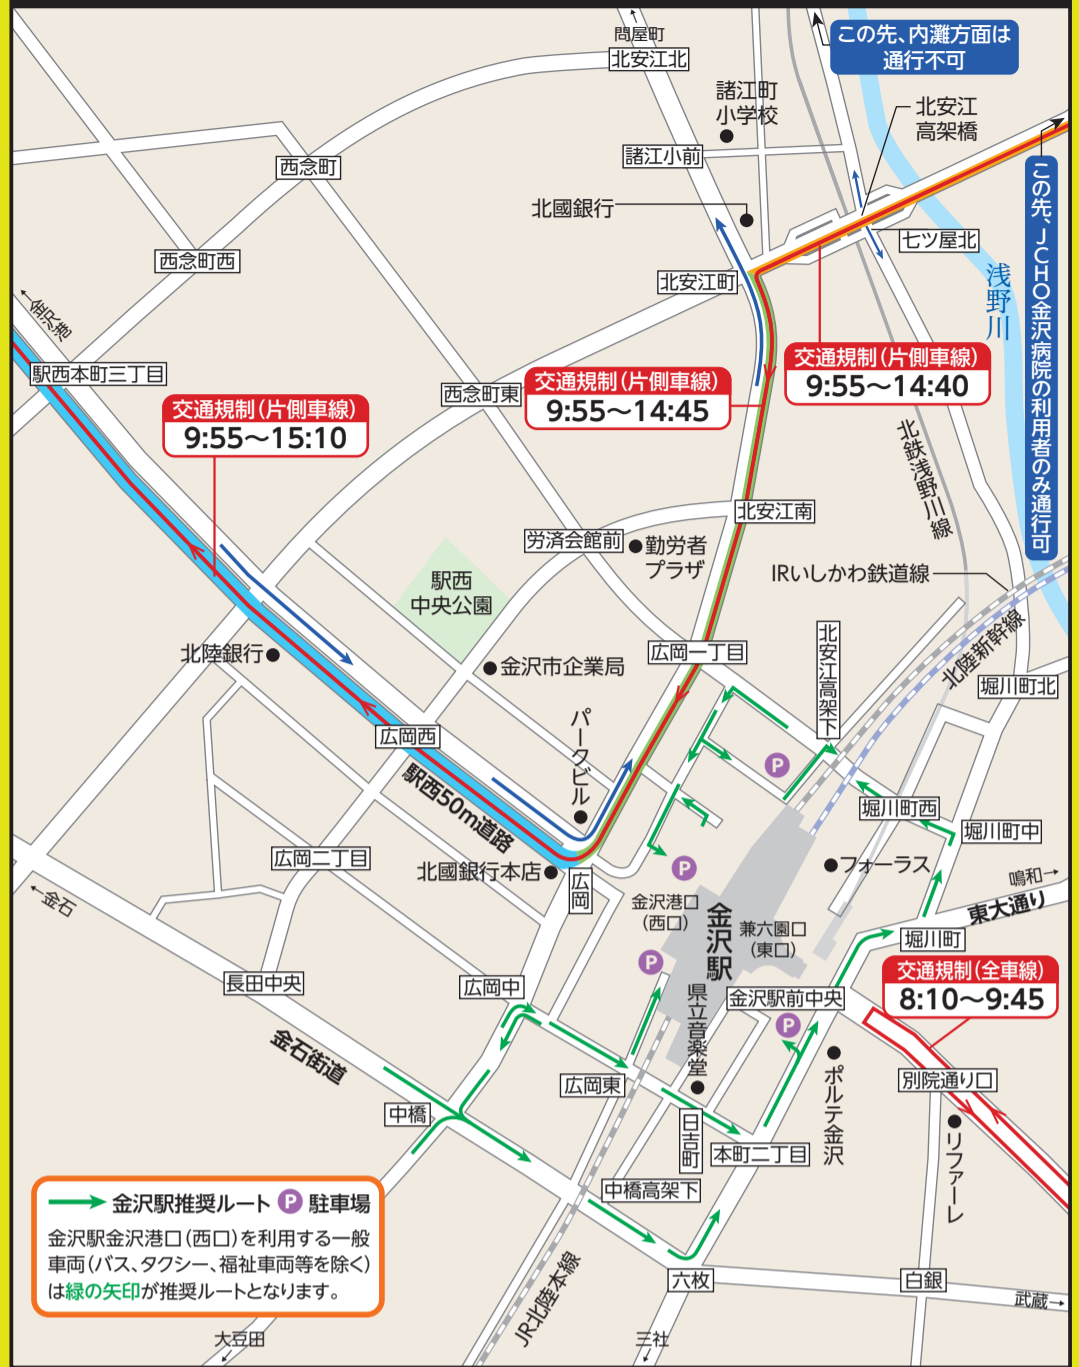 問屋町
北安江北
この先、内灘方面は
通行不可
諸江町
小学校
北安江
高架橋
諸江小前
西念町
この先、JCHO金沢病院の利用者のみ通行可
北國銀行
七ツ屋北
西念町西
北安江町
浅野川
←金沢港
駅西本町三丁目
交通規制(片側車線)
9:55〜14:40
交通規制(片側車線)
9:55〜14:45
西念町東
交通規制(片側車線)
9:55〜15:10
北鉄浅野川線
北安江南
労済会館前
勤労者
プラザ
IRいしかわ鉄道線
駅西
中央公園
北安江高架下
北陸新幹線
広岡一丁目
北陸銀行
金沢市企業局
堀川町北
パークビル
広岡西
駅西50m道路
P
堀川町西
堀川町中
広岡二丁目
北國銀行本店
P
フォーラス
鳴和→
広岡
←金石
金沢港口
(西口)
金沢駅
兼六園口
(東口)
東大通り
堀川町
P
交通規制(全車線)
8:10〜9:45
長田中央
広岡中
県立音楽堂
金沢駅前中央
P
金石街道
広岡東
ポルテ金沢
別院通り口
中橋
日吉町
本町二丁目
リファーレ
中橋高架下
金沢駅推奨ルート P 駐車場
金沢駅金沢港口(西口)を利用する一般
車両(バス、タクシー、福祉車両等を除く)
は緑の矢印が推奨ルートとなります。
JR北陸本線
六枚
白銀
武蔵→
大豆田
三社